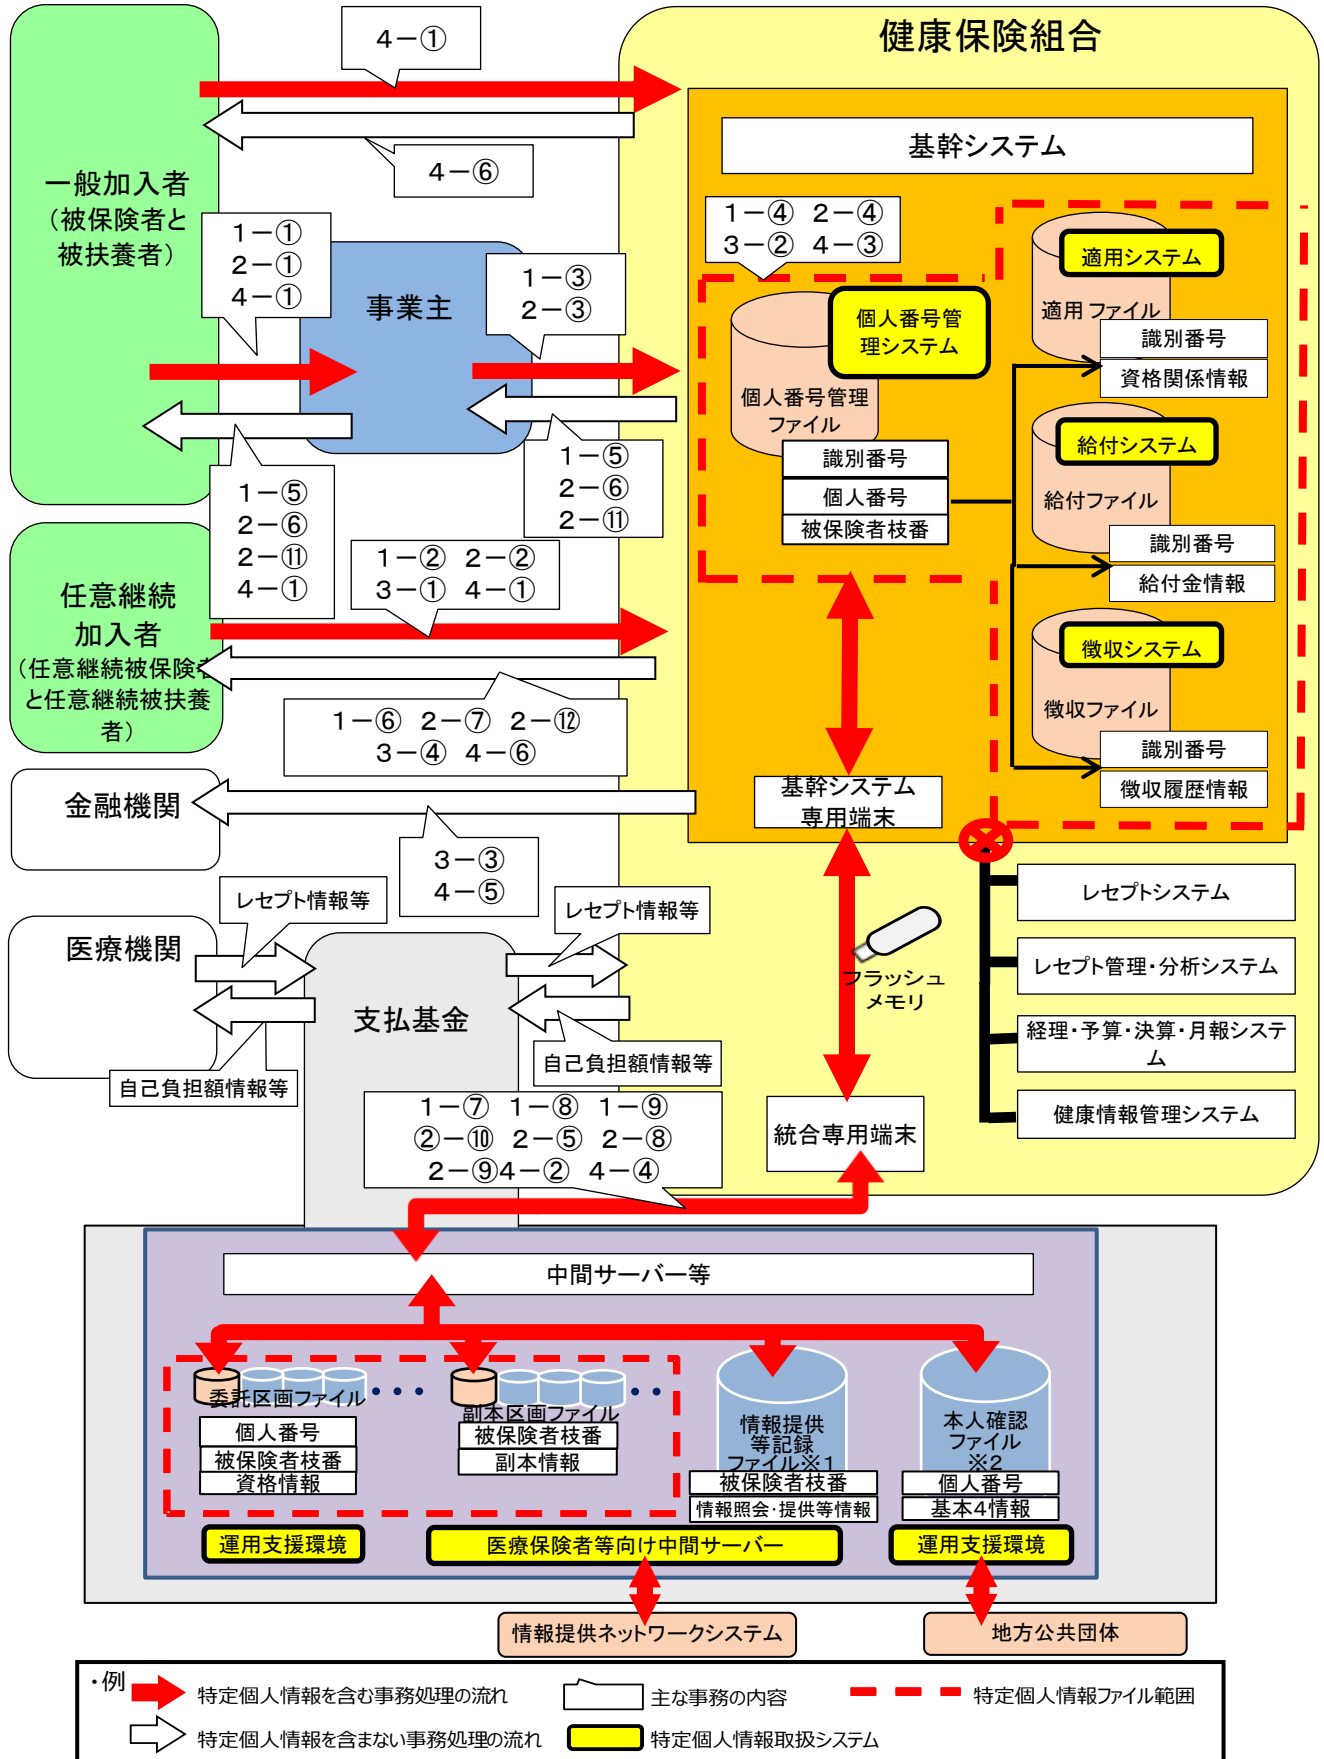 4－①
健康保険組合
基幹システム
4－⑥
一般加入者
（被保険者と
被扶養者）
1－①
2－①
4－①
事業主
1－③
2－③
1－④ 2－④
3－② 4－③
適用システム
適用 ファイル
識別番号
資格関係情報
個人番号管
理システム
個人番号管理
ファイル
識別番号
個人番号
被保険者枝番
給付システム
給付ファイル
識別番号
給付金情報
徴収システム
徴収ファイル
識別番号
徴収履歴情報
1－⑤
2－⑥
2－⑪
1－⑤
2－⑥
2－⑪
4－①
任意継続
加入者
（任意継続被保険者
と任意継続被扶養
者）
1－② 2－②
3－① 4－①
1－⑥ 2－⑦ 2－⑫
3－④ 4－⑥
金融機関
3－③
4－⑤
基幹システム
専用端末
医療機関
レセプト情報等
レセプト情報等
支払基金
自己負担額情報等
自己負担額情報等
フラッシュ
メモリ
レセプトシステム
レセプト管理・分析システム
経理・予算・決算・月報システ
ム
健康情報管理システム
統合専用端末
1－⑦ 1－⑧ 1－⑨
②－⑩ 2－⑤ 2－⑧
2－⑨4－② 4－④
中間サーバー等
委託区画ファイル
個人番号
被保険者枝番
資格情報
副本区画ファイル
被保険者枝番
副本情報
情報提供
等記録
ファイル※1
被保険者枝番
情報照会・提供等情報
本人確認
ファイル
※2
個人番号
基本4情報
運用支援環境
医療保険者等向け中間サーバー
運用支援環境
情報提供ネットワークシステム
地方公共団体
・例
特定個人情報を含む事務処理の流れ
主な事務の内容
特定個人情報ファイル範囲
特定個人情報を含まない事務処理の流れ
特定個人情報取扱システム